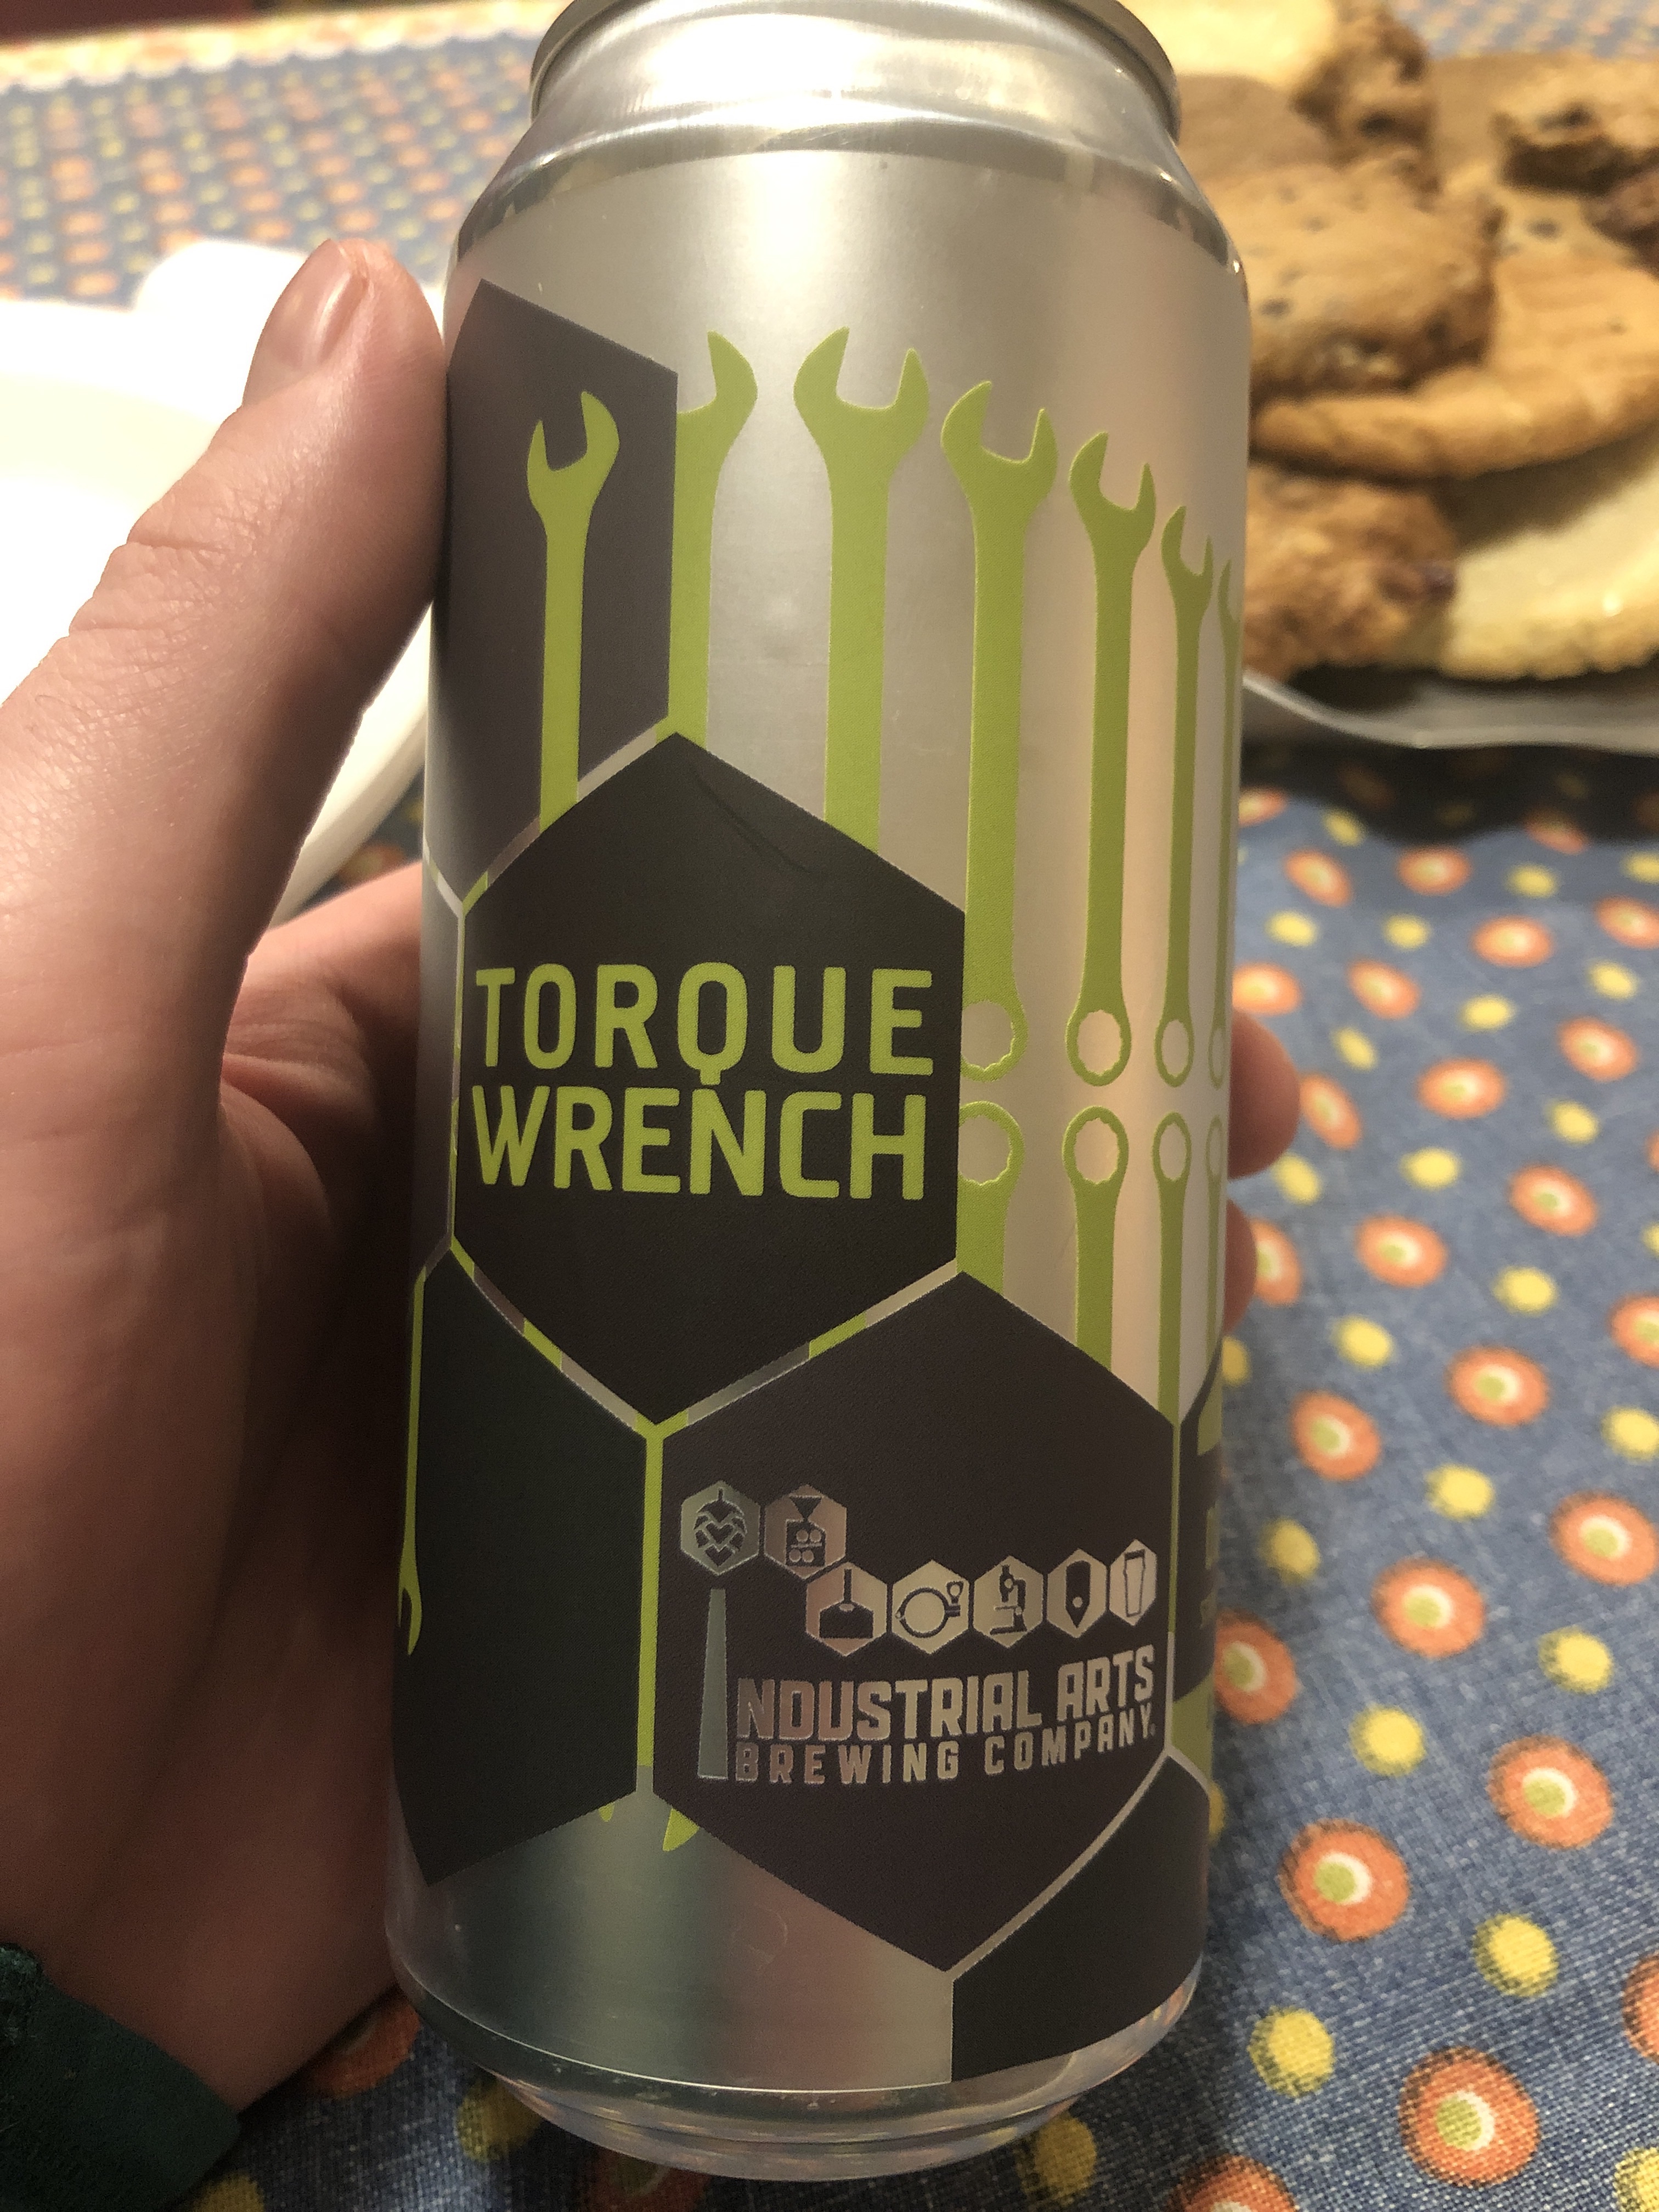 TORQUE
WRENCH
INDUSTRIAL ARTS
BREWING COMPANY®